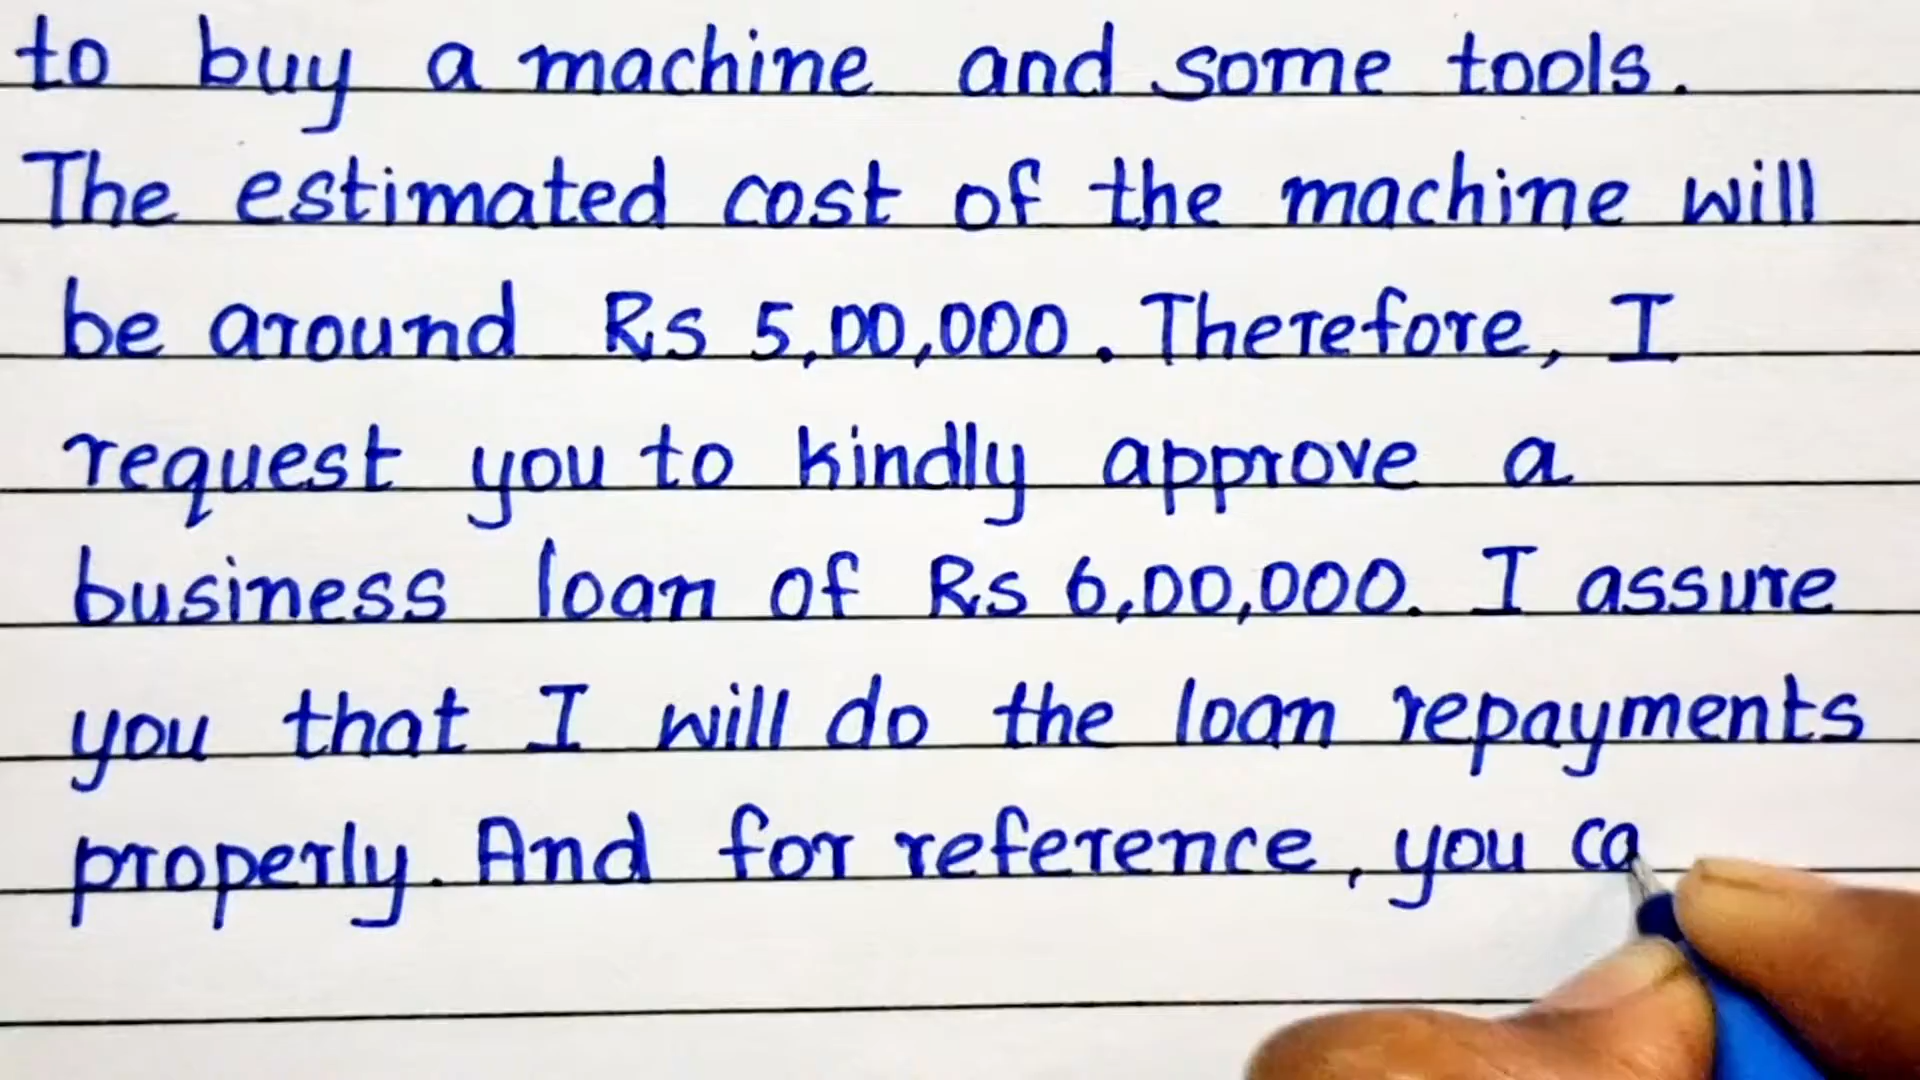 to buy a machine and some tools.
The estimated cost of the machine will
be around Rs 5,00,000. Therefore, I
request you to kindly approve a
business loan of Rs 6,00,000. I assure
you that I will do the loan repayments
properly. And for reference, you ca